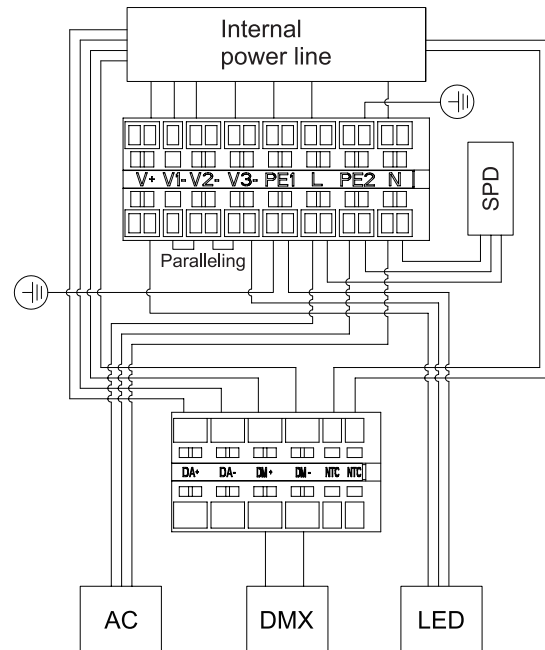 Internal
power line
V+ V1- V2- V3- PE1 L PE2 N
SPD
Paralleling
DA+ DA- DM+ DM- NTC NTC
AC
DMX
LED